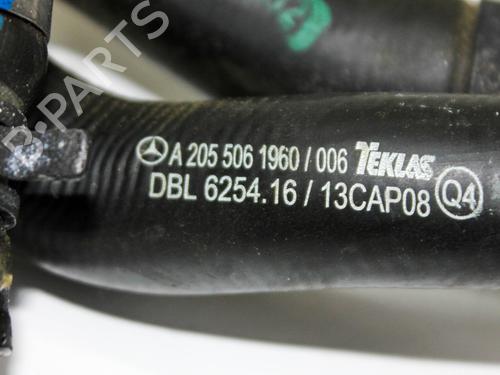 A 205 506 1960 / 006 TEKLAS
DBL 6254.16 / 13CAP08 Q4
B-PARTS